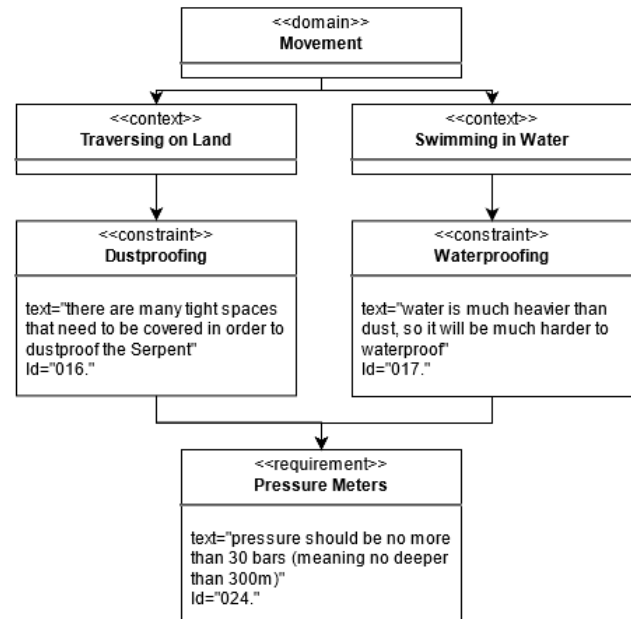 <<domain>>
Movement
<<context>>
Traversing on Land
<<context>>
Swimming in Water
<<constraint>>
Dustproofing
text="there are many tight spaces
that need to be covered in order to
dustproof the Serpent"
Id="016."
<<constraint>>
Waterproofing
text="water is much heavier than
dust, so it will be much harder to
waterproof"
Id="017."
<<requirement>>
Pressure Meters
text="pressure should be no more
than 30 bars (meaning no deeper
than 300m)"
Id="024."